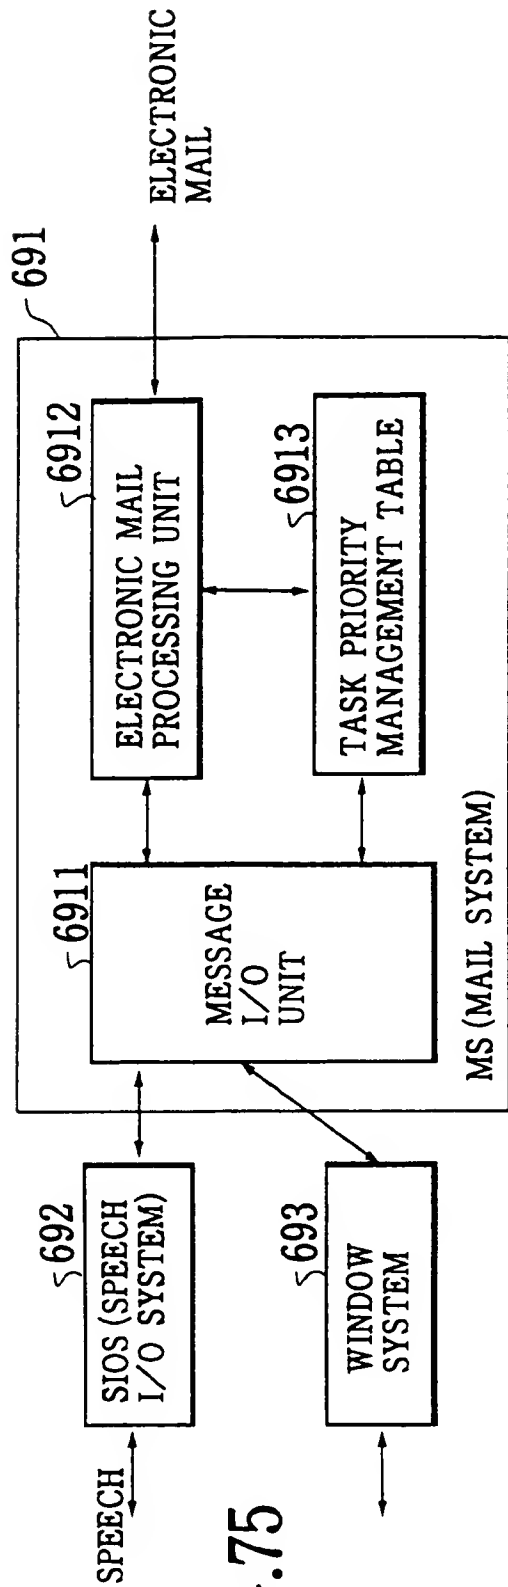 691
ELECTRONIC
MAIL
6912
ELECTRONIC MAIL
PROCESSING UNIT
6913
TASK PRIORITY
MANAGEMENT TABLE
6911
MESSAGE
I/O
UNIT
MS(MAIL SYSTEM)
692
SIOS(SPEECH
I/O SYSTEM)
693
WINDOW
SYSTEM
SPEECH
.75